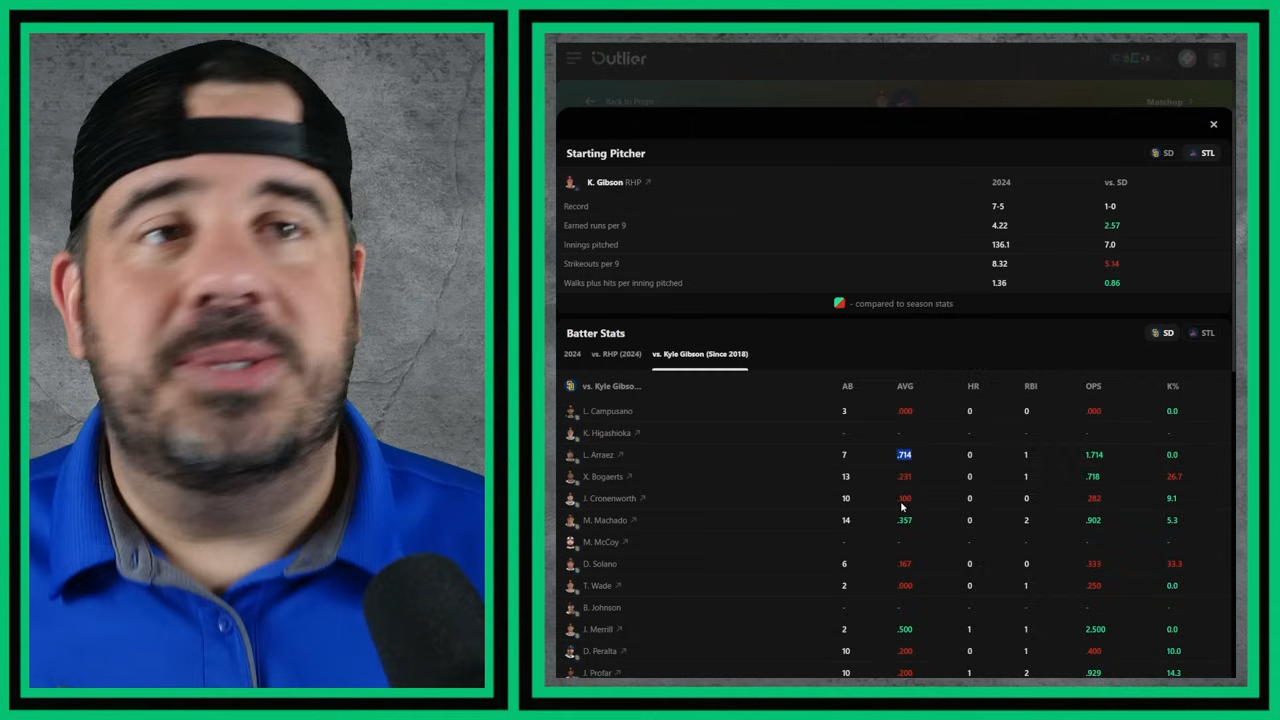 Outlier
Back to Props
Matchup
Starting Pitcher SD STL
K. Gibson RHP 2024 vs. SD
Record 7-5 1-0
Earned runs per 9 4.22 2.57
Innings pitched 136.1 7.0
Strikeouts per 9 8.32 5.14
Walks plus hits per inning pitched 1.36 0.86
- compared to season stats
Batter Stats SD STL
2024 vs. RHP (2024) vs. Kyle Gibson (Since 2018)
vs. Kyle Gibso... AB AVG HR RBI OPS K%
L. Campusano 3 .000 0 0 .000 0.0
K. Higashioka - - - - - -
L. Arraez 7 .714 0 1 1.714 0.0
X. Bogaerts 13 .231 0 1 .718 26.7
J. Cronenworth 10 .100 0 0 .282 9.1
M. Machado 14 .357 0 2 .902 5.3
M. McCoy - - - - - -
D. Solano 6 .167 0 0 .333 33.3
T. Wade 2 .000 0 1 .250 0.0
B. Johnson - - - - - -
J. Merrill 2 .500 1 1 2.500 0.0
D. Peralta 10 .200 0 1 .400 10.0
J. Profar 10 .200 1 2 .929 14.3